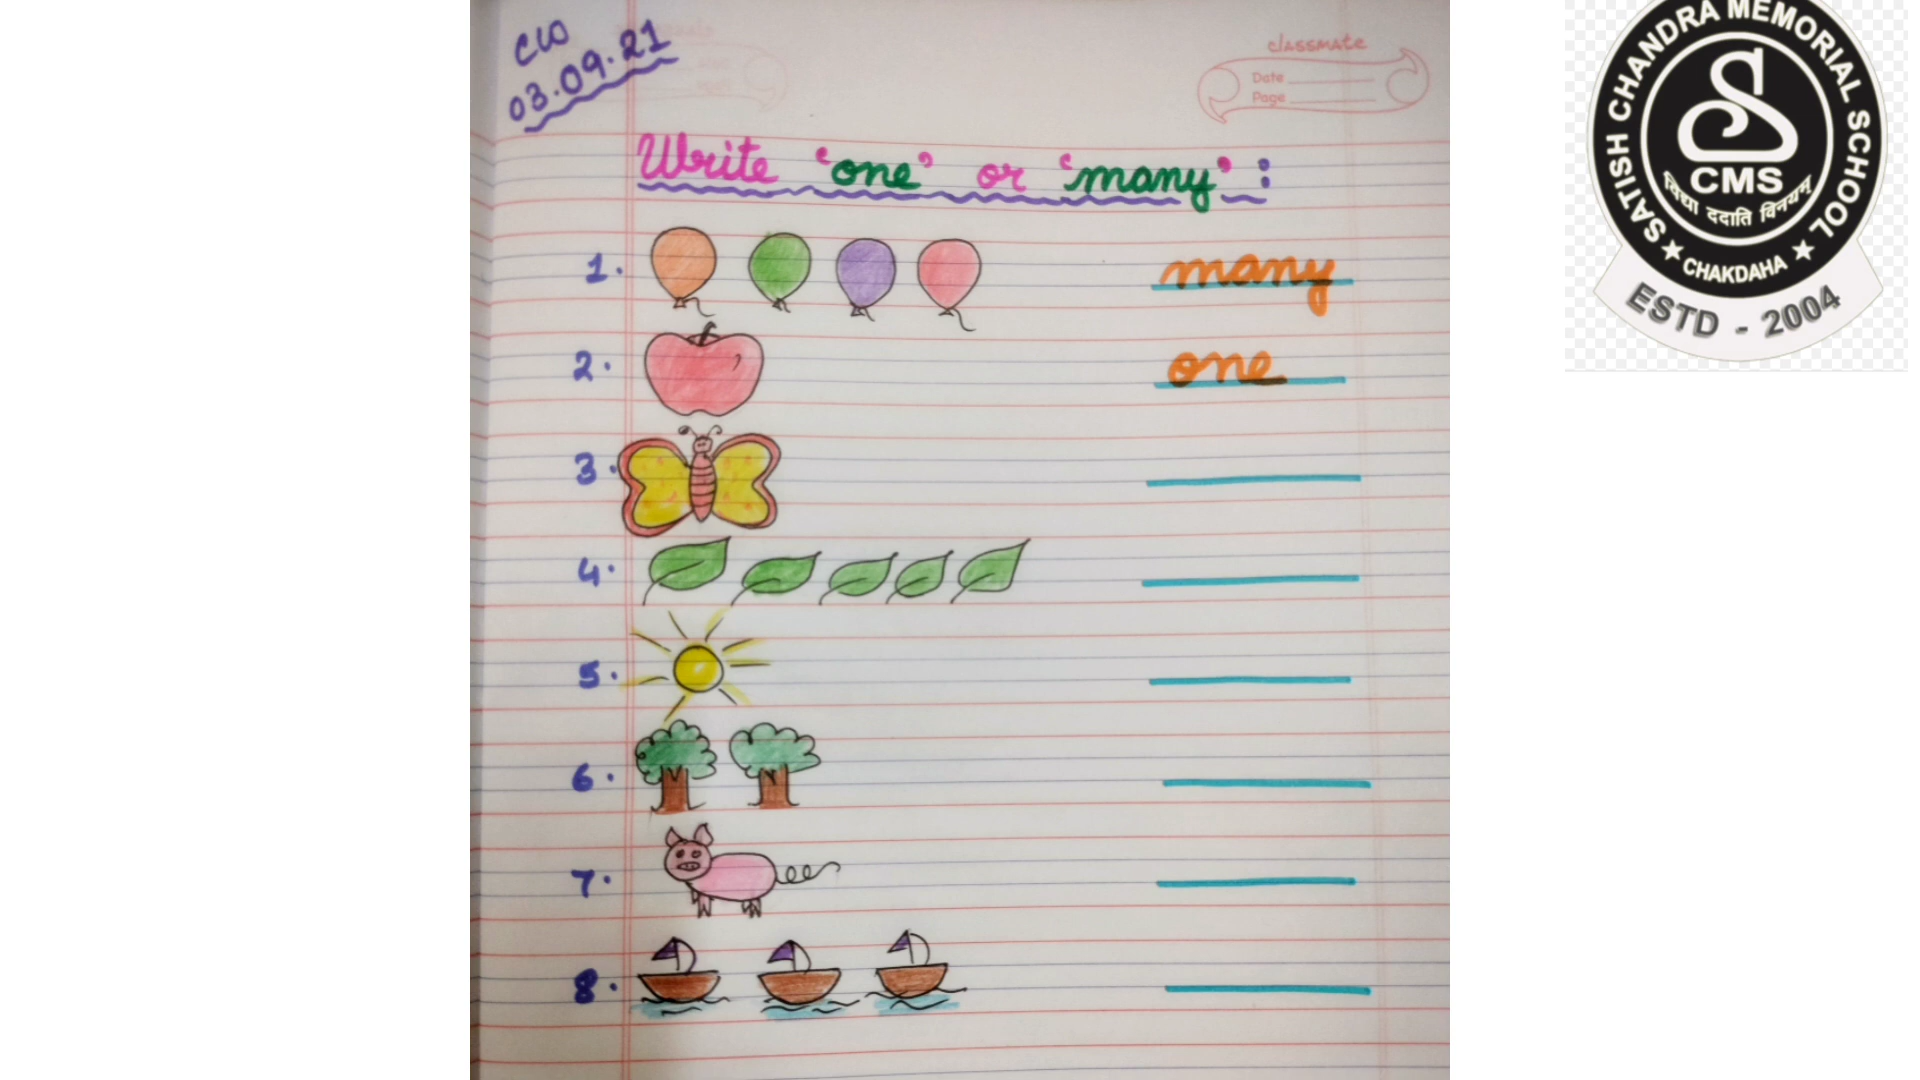 CW
03.09.21
classmate
Date
Page
Write 'one' or 'many' :
1. many
2. one
3.
4.
5.
6.
7.
8.
SATISH CHANDRA MEMORIAL SCHOOL
S
CMS
विद्या ददाति विनयम्
★ CHAKDAHA ★
ESTD - 2004